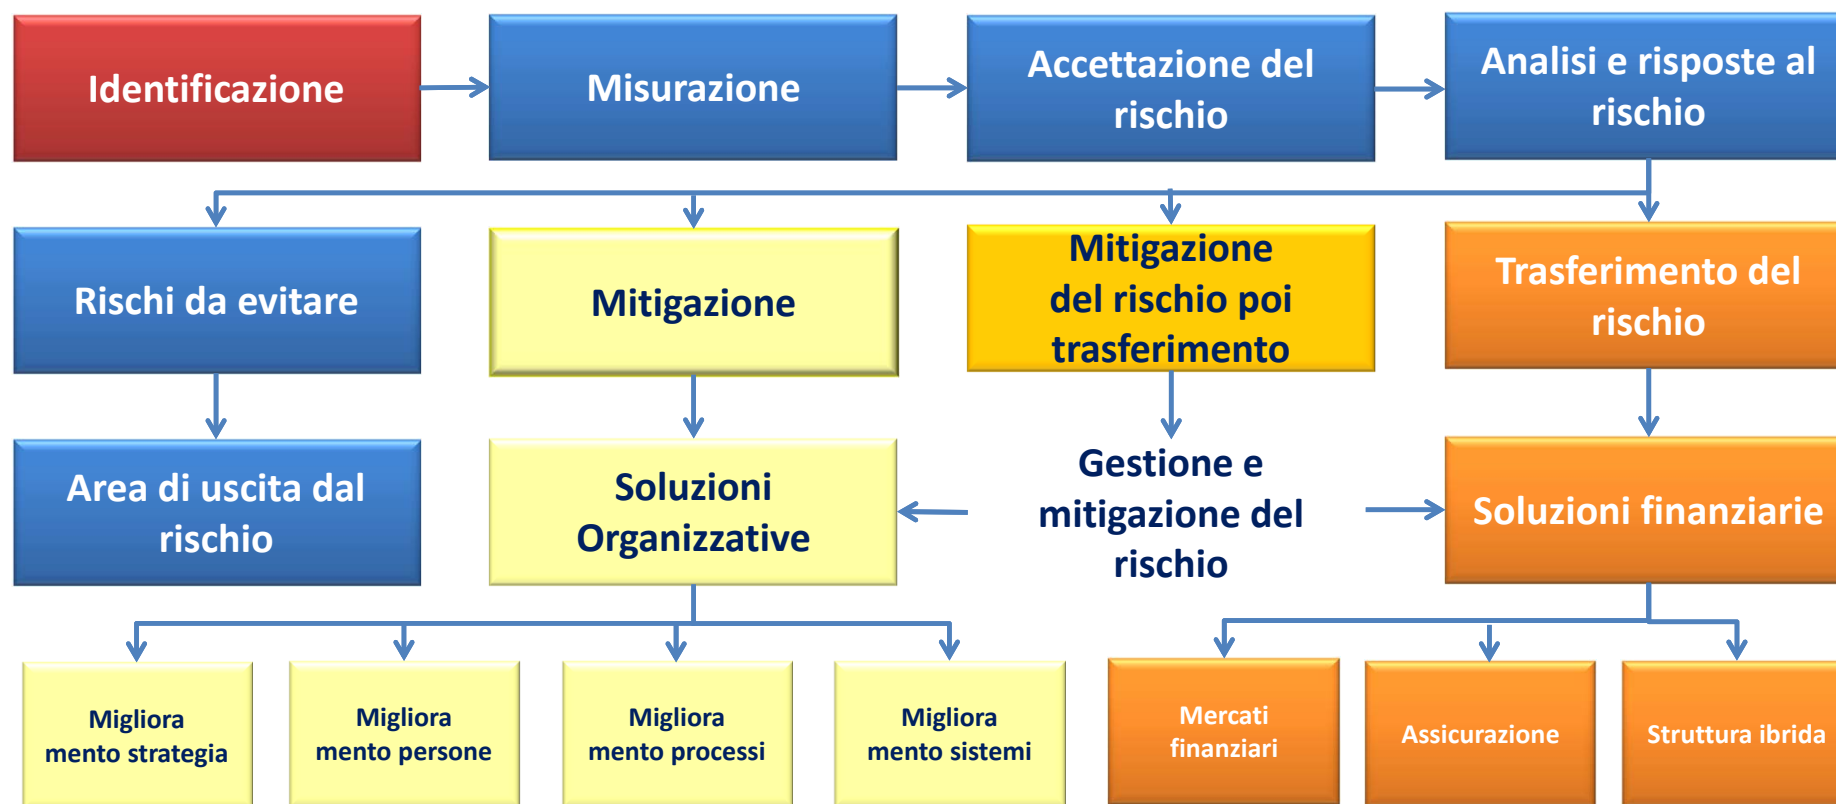 Identificazione
Misurazione
Accettazione del
rischio
Analisi e risposte al
rischio
Rischi da evitare
Mitigazione
Mitigazione
del rischio poi
trasferimento
Trasferimento del
rischio
Area di uscita dal
rischio
Soluzioni
Organizzative
Gestione e
mitigazione del
rischio
Soluzioni finanziarie
Migliora
mento strategia
Migliora
mento persone
Migliora
mento processi
Migliora
mento sistemi
Mercati
finanziari
Assicurazione
Struttura ibrida